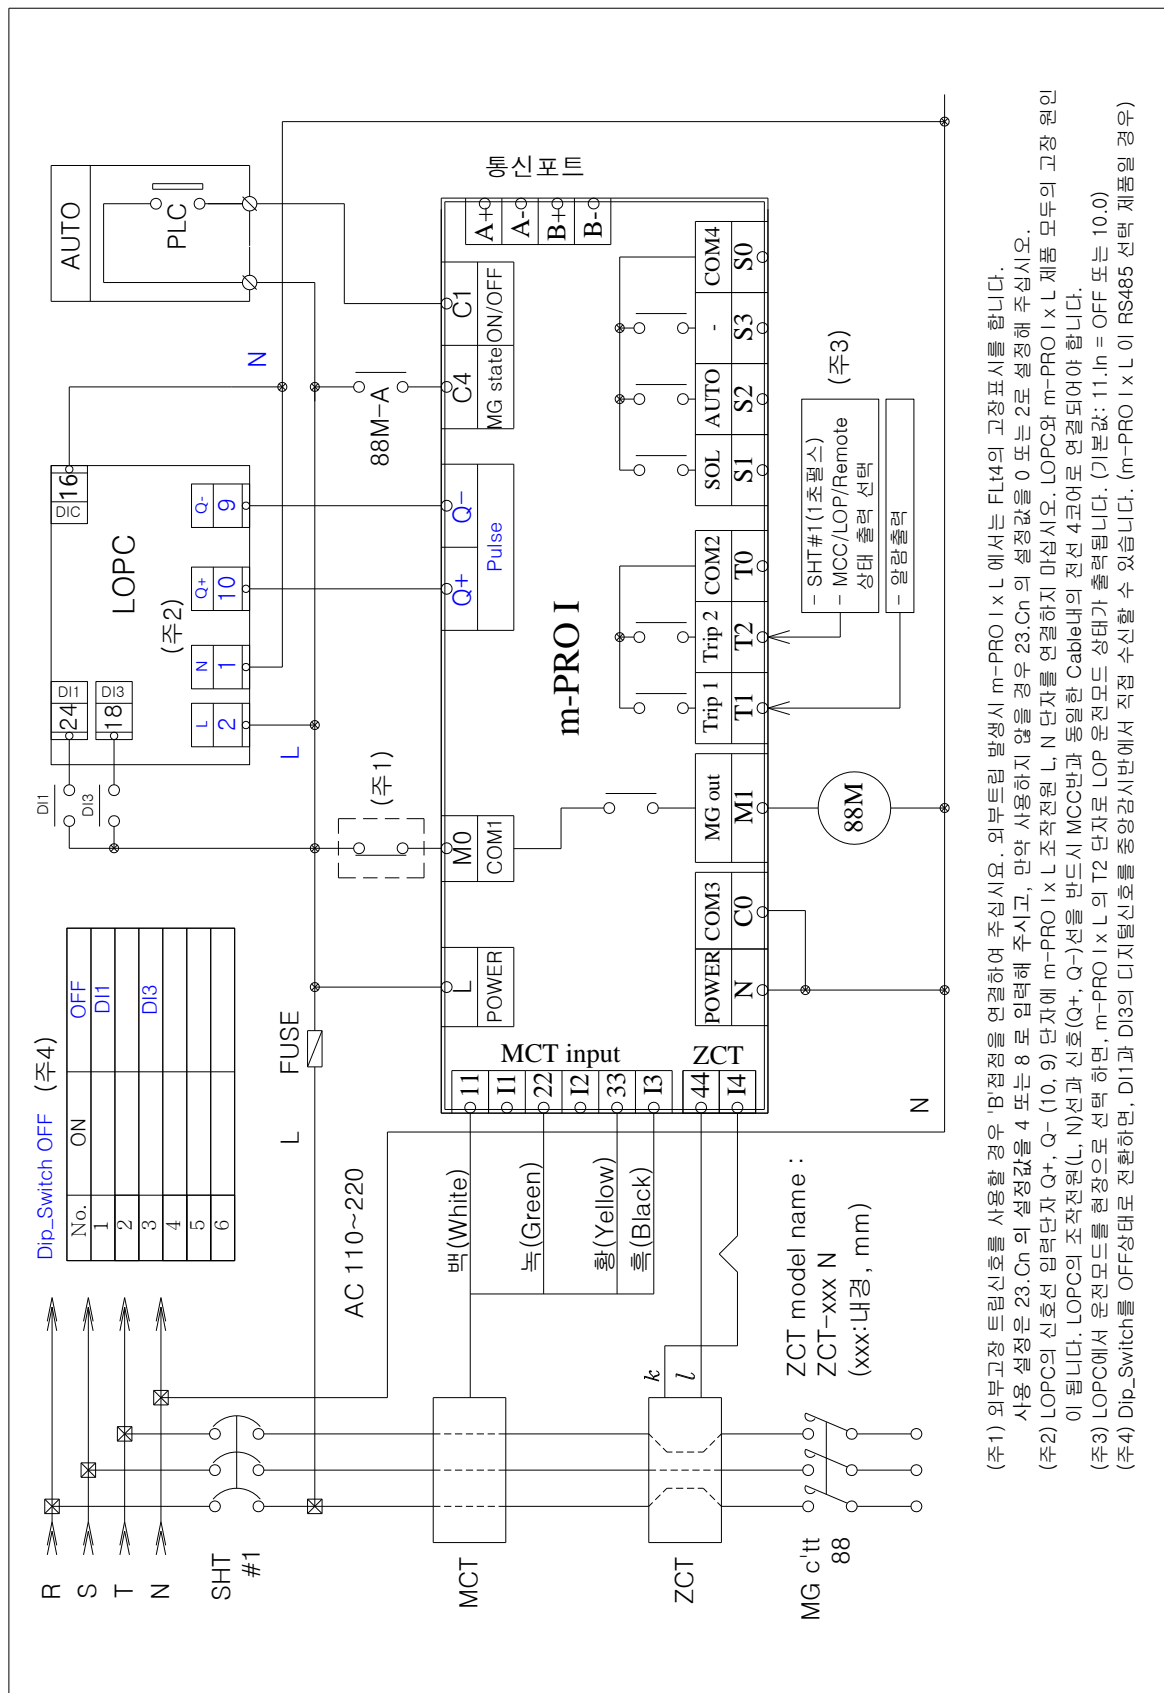 R
S
T
N
SHT
#1
MCT
ZCT
MG c'tt
88
Dip_Switch OFF (주4)
No. ON OFF
1 DI1
2
3 DI3
4
5
6
L FUSE
AC 110~220
L
N
DI1
DI3
DI1
24
DI3
18
LOPC
(주2)
L
2
N
1
Q+
10
Q-
9
16
DIC
AUTO
PLC
N
(주1)
88M-A
통신포트
L
POWER
M0
COM1
Q+ Q-
Pulse
C4 C1
MG state ON/OFF
A+
A-
B+
B-
m-PRO I
MCT input
11
I1
22
I2
33
I3
ZCT
44
I4
백(White)
녹(Green)
황(Yellow)
흑(Black)
k
l
POWER COM3
N C0
MG out
M1
Trip 1 Trip 2 COM2
T1 T2 T0
SOL AUTO - COM4
S1 S2 S3 S0
88M
- SHT#1(1초펄스)
- MCC/LOP/Remote
상태 출력 선택
(주3)
- 알람출력
N
ZCT model name :
ZCT-xxx N
(xxx:내경, mm)
(주1) 외부고장 트립신호를 사용할 경우 'B'접점을 연결하여 주십시요. 외부트립 발생시 m-PRO I x L 에서는 FLt4의 고장표시를 합니다.
사용 설정은 23.Cn 의 설정값을 4 또는 8 로 입력해 주시고, 만약 사용하지 않을 경우 23.Cn 의 설정값을 0 또는 2로 설정해 주십시오.
(주2) LOPC의 신호선 입력단자 Q+, Q- (10, 9) 단자에 m-PRO I x L 조작전원 L, N 단자를 연결하지 마십시오. LOPC와 m-PRO I x L 제품 모두의 고장 원인
이 됩니다. LOPC의 조작전원(L, N)선과 신호(Q+, Q-)선을 반드시 MCC반과 동일한 Cable내의 전선 4코어로 연결되어야 합니다.
(주3) LOPC에서 운전모드를 현장으로 선택 하면, m-PRO I x L 의 T2 단자로 LOP 운전모드 상태가 출력됩니다. (기본값: 11.In = OFF 또는 10.0)
(주4) Dip_Switch를 OFF상태로 전환하면, DI1과 DI3의 디지털신호를 중앙감시반에서 직접 수신할 수 있습니다. (m-PRO I x L 이 RS485 선택 제품일 경우)